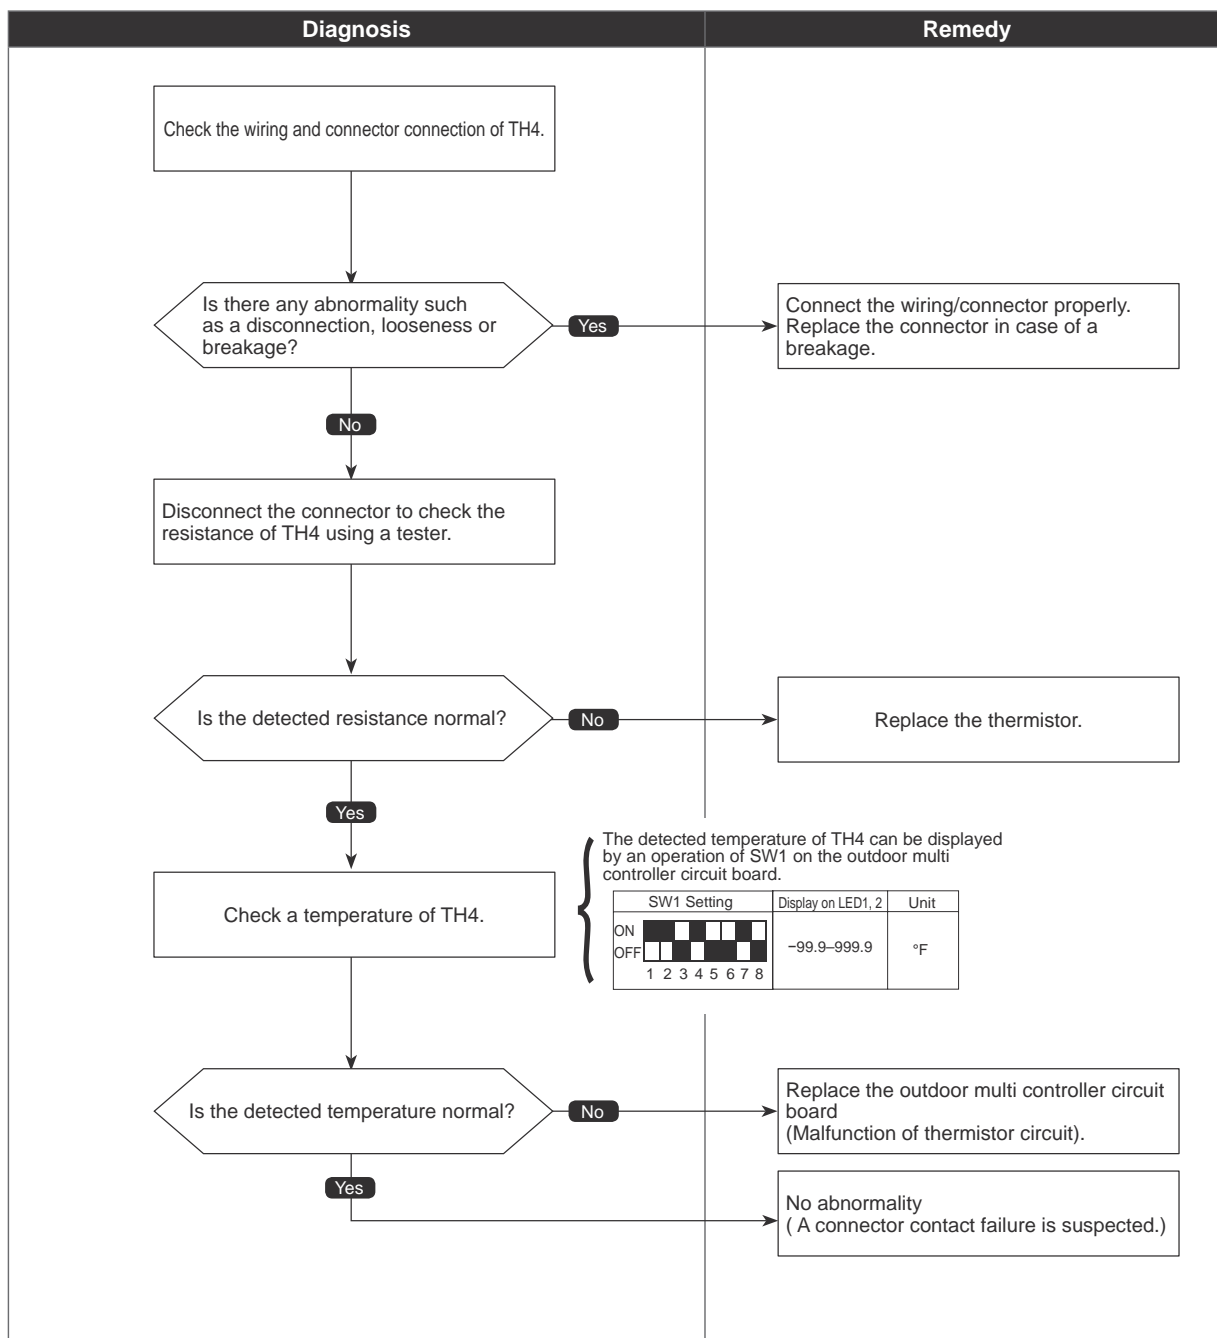 Diagnosis
Remedy
Check the wiring and connector connection of TH4.
Is there any abnormality such
as a disconnection, looseness or
breakage?
Yes
Connect the wiring/connector properly.
Replace the connector in case of a
breakage.
No
Disconnect the connector to check the
resistance of TH4 using a tester.
Is the detected resistance normal?
No
Replace the thermistor.
Yes
The detected temperature of TH4 can be displayed
by an operation of SW1 on the outdoor multi
controller circuit board.
Check a temperature of TH4.
SW1 Setting
Display on LED1, 2
Unit
ON
OFF
1 2 3 4 5 6 7 8
−99.9–999.9
°F
Is the detected temperature normal?
No
Replace the outdoor multi controller circuit
board
(Malfunction of thermistor circuit).
Yes
No abnormality
( A connector contact failure is suspected.)